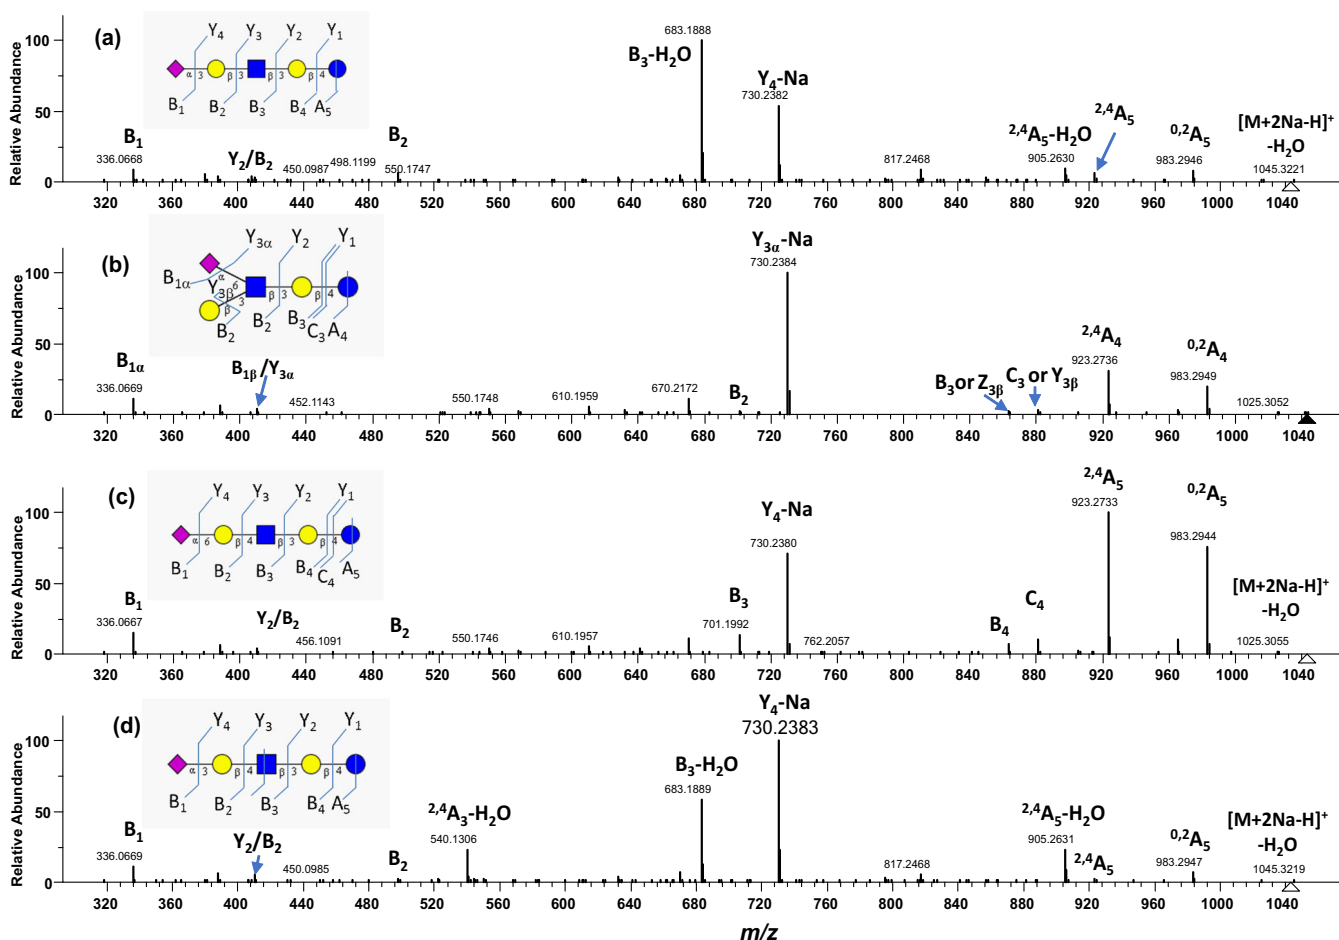 (a)
Y4 Y3 Y2 Y1
α 3 β 3 β 3 β 4
B1 B2 B3 B4 A5
Relative Abundance
100
50
0
B1
336.0668
Y2/B2
450.0987
498.1199
B2
550.1747
B3-H2O
683.1888
Y4-Na
730.2382
817.2468
2,4A5-H2O
905.2630
2,4A5
0,2A5
983.2946
[M+2Na-H]+
-H2O
1045.3221
320 360 400 440 480 520 560 600 640 680 720 760 800 840 880 920 960 1000 1040
(b)
Y3α Y2 Y1
B1α
α 6
Y3β
3
β
β 3 β 4
B2 B2 B3 C3 A4
Relative Abundance
100
50
0
B1α
336.0669
B1β/Y3α
452.1143
550.1748
610.1959
670.2172
B2
Y3α-Na
730.2384
B3 or Z3β
C3 or Y3β
2,4A4
923.2736
0,2A4
983.2949
1025.3052
320 360 400 440 480 520 560 600 640 680 720 760 800 840 880 920 960 1000 1040
(c)
Y4 Y3 Y2 Y1
α 6 β 4 β 3 β 4
B1 B2 B3 B4 C4 A5
Relative Abundance
100
50
0
B1
336.0667
Y2/B2
456.1091
B2
550.1746
610.1957
B3
701.1992
Y4-Na
730.2380
762.2057
B4
C4
2,4A5
923.2733
0,2A5
983.2944
[M+2Na-H]+
-H2O
1025.3055
320 360 400 440 480 520 560 600 640 680 720 760 800 840 880 920 960 1000 1040
(d)
Y4 Y3 Y2 Y1
α 3 β 4 β 3 β 4
B1 B2 B3 B4 A5
Relative Abundance
100
50
0
B1
336.0669
Y2/B2
450.0985
B2
2,4A3-H2O
540.1306
B3-H2O
683.1889
Y4-Na
730.2383
817.2468
2,4A5-H2O
905.2631
2,4A5
0,2A5
983.2947
[M+2Na-H]+
-H2O
1045.3219
320 360 400 440 480 520 560 600 640 680 720 760 800 840 880 920 960 1000 1040
m/z